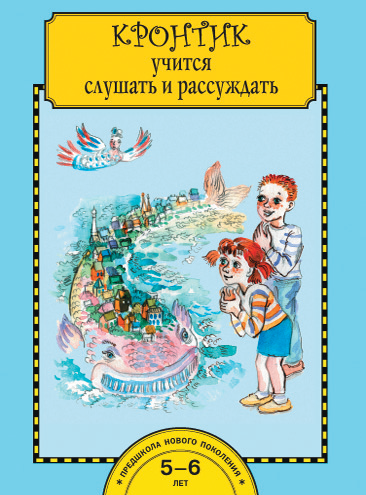 КРОНТИК
учится
слушать и рассуждать
ПРЕДШКОЛА НОВОГО ПОКОЛЕНИЯ
5–6
ЛЕТ